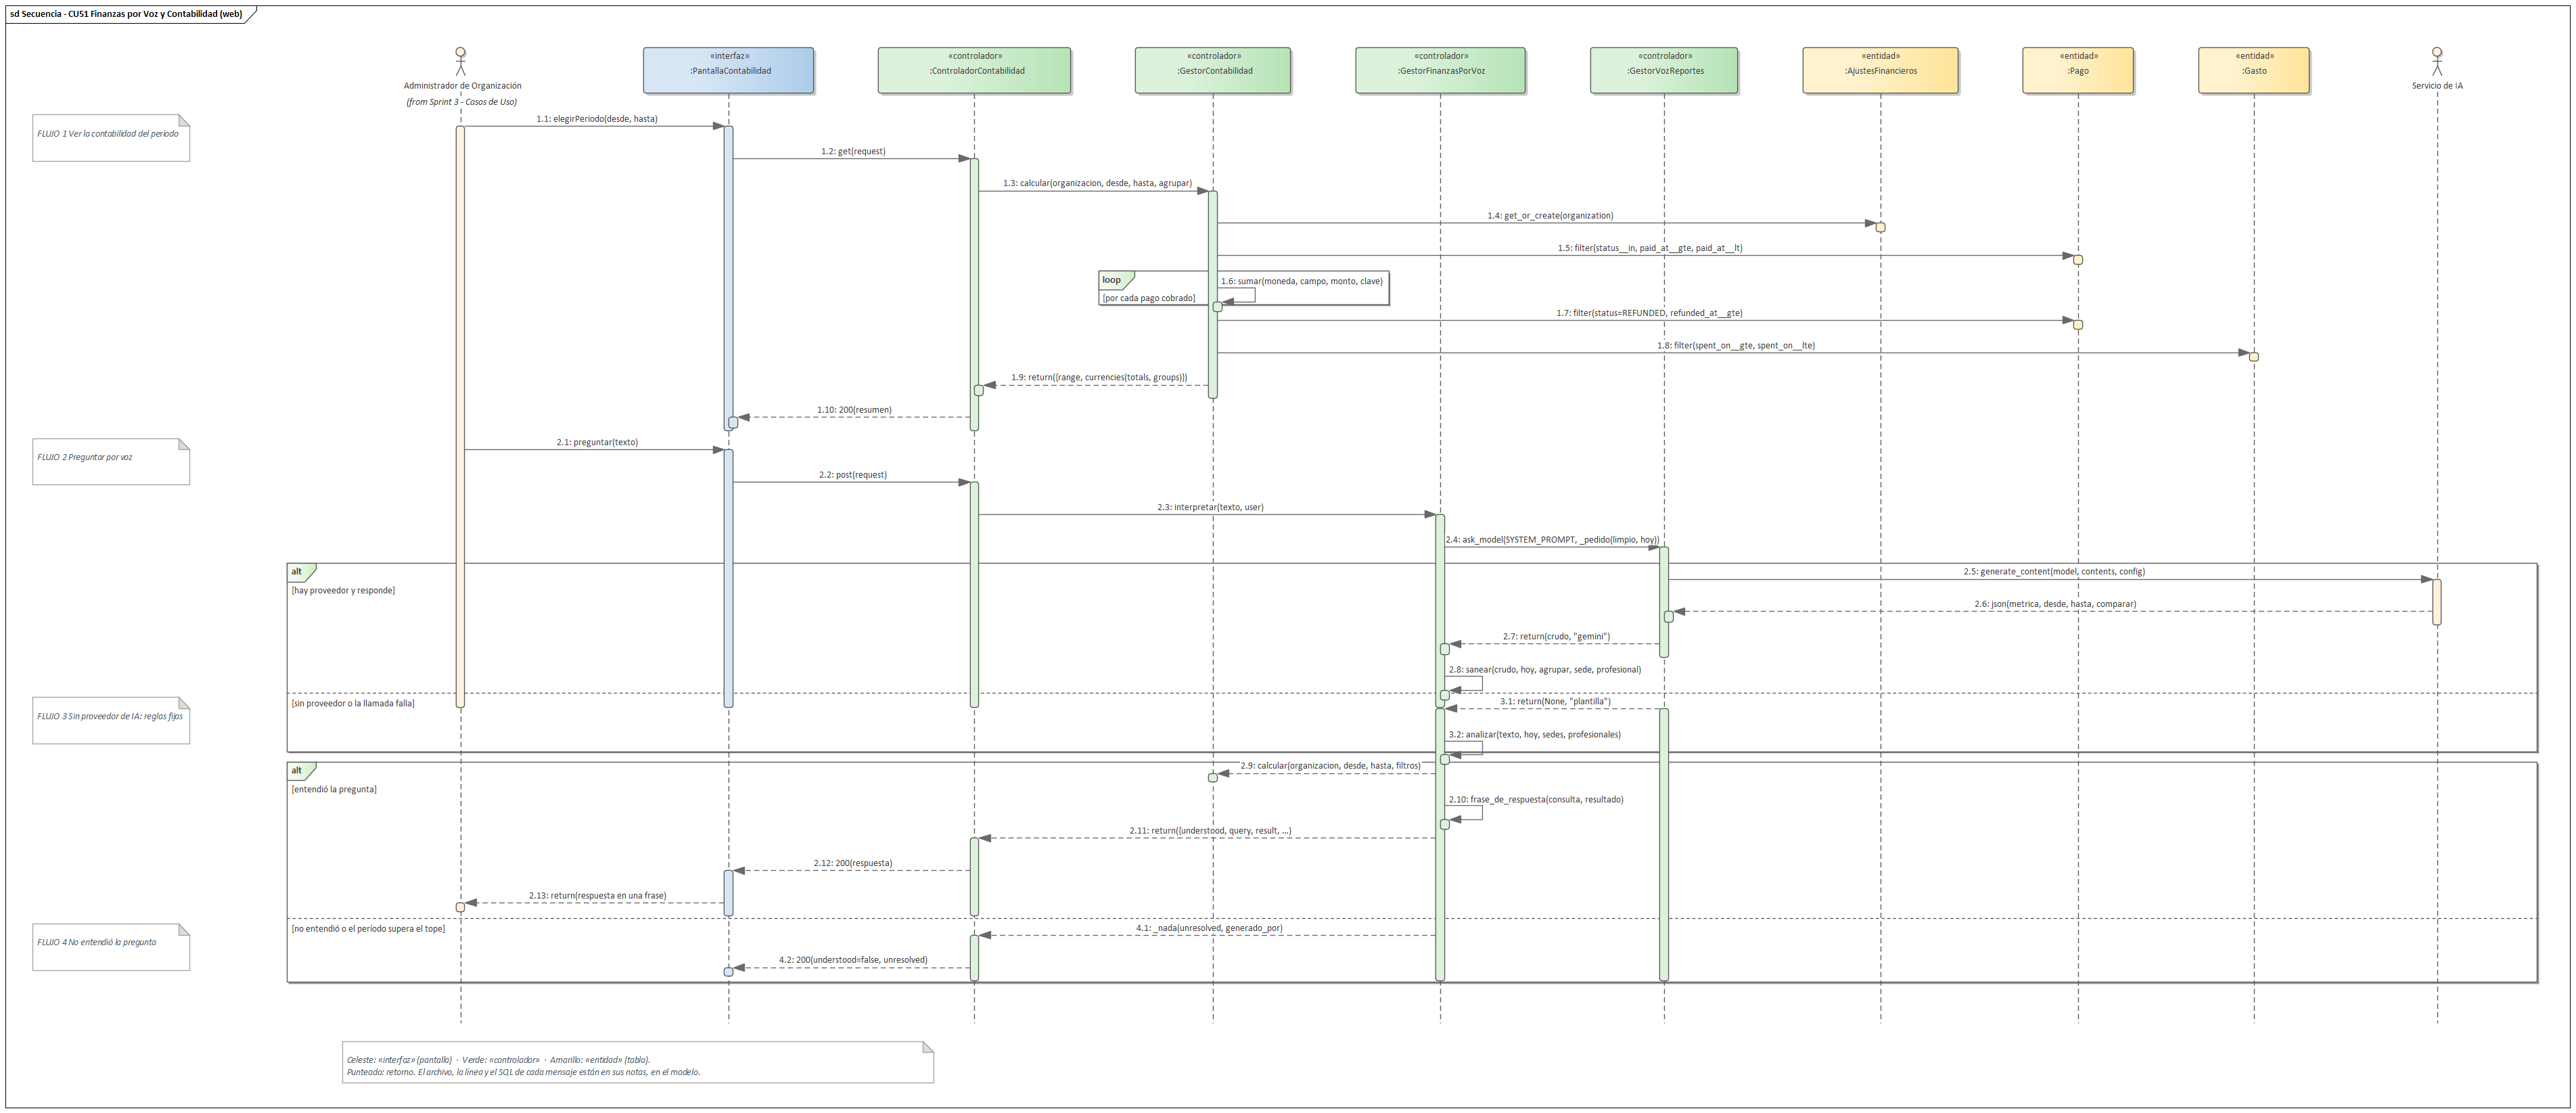 sd Secuencia - CU51 Finanzas por Voz y Contabilidad (web)
Administrador de Organización
(from Sprint 3 - Casos de Uso)
«interfaz»
:PantallaContabilidad
«controlador»
:ControladorContabilidad
«controlador»
:GestorContabilidad
«controlador»
:GestorFinanzasPorVoz
«controlador»
:GestorVozReportes
«entidad»
:AjustesFinancieros
«entidad»
:Pago
«entidad»
:Gasto
Servicio de IA
FLUJO 1 Ver la contabilidad del período
1.1: elegirPeriodo(desde, hasta)
1.2: get(request)
1.3: calcular(organizacion, desde, hasta, agrupar)
1.4: get_or_create(organization)
1.5: filter(status__in, paid_at__gte, paid_at__lt)
loop
[por cada pago cobrado]
1.6: sumar(moneda, campo, monto, clave)
1.7: filter(status=REFUNDED, refunded_at__gte)
1.8: filter(spent_on__gte, spent_on__lte)
1.9: return({range, currencies(totals, groups)})
1.10: 200(resumen)
FLUJO 2 Preguntar por voz
2.1: preguntar(texto)
2.2: post(request)
2.3: interpretar(texto, user)
2.4: ask_model(SYSTEM_PROMPT, _pedido(limpio, hoy))
alt
[hay proveedor y responde]
2.5: generate_content(model, contents, config)
2.6: json(metrica, desde, hasta, comparar)
2.7: return(crudo, "gemini")
2.8: sanear(crudo, hoy, agrupar, sede, profesional)
FLUJO 3 Sin proveedor de IA: reglas fijas
[sin proveedor o la llamada falla]
3.1: return(None, "plantilla")
3.2: analizar(texto, hoy, sedes, profesionales)
alt
[entendió la pregunta]
2.9: calcular(organizacion, desde, hasta, filtros)
2.10: frase_de_respuesta(consulta, resultado)
2.11: return({understood, query, result, ...})
2.12: 200(respuesta)
2.13: return(respuesta en una frase)
FLUJO 4 No entendió la pregunta
[no entendió o el período supera el tope]
4.1: _nada(unresolved, generado_por)
4.2: 200(understood=false, unresolved)
Celeste: «interfaz» (pantalla) · Verde: «controlador» · Amarillo: «entidad» (tabla).
Punteado: retorno. El archivo, la línea y el SQL de cada mensaje están en sus notas, en el modelo.